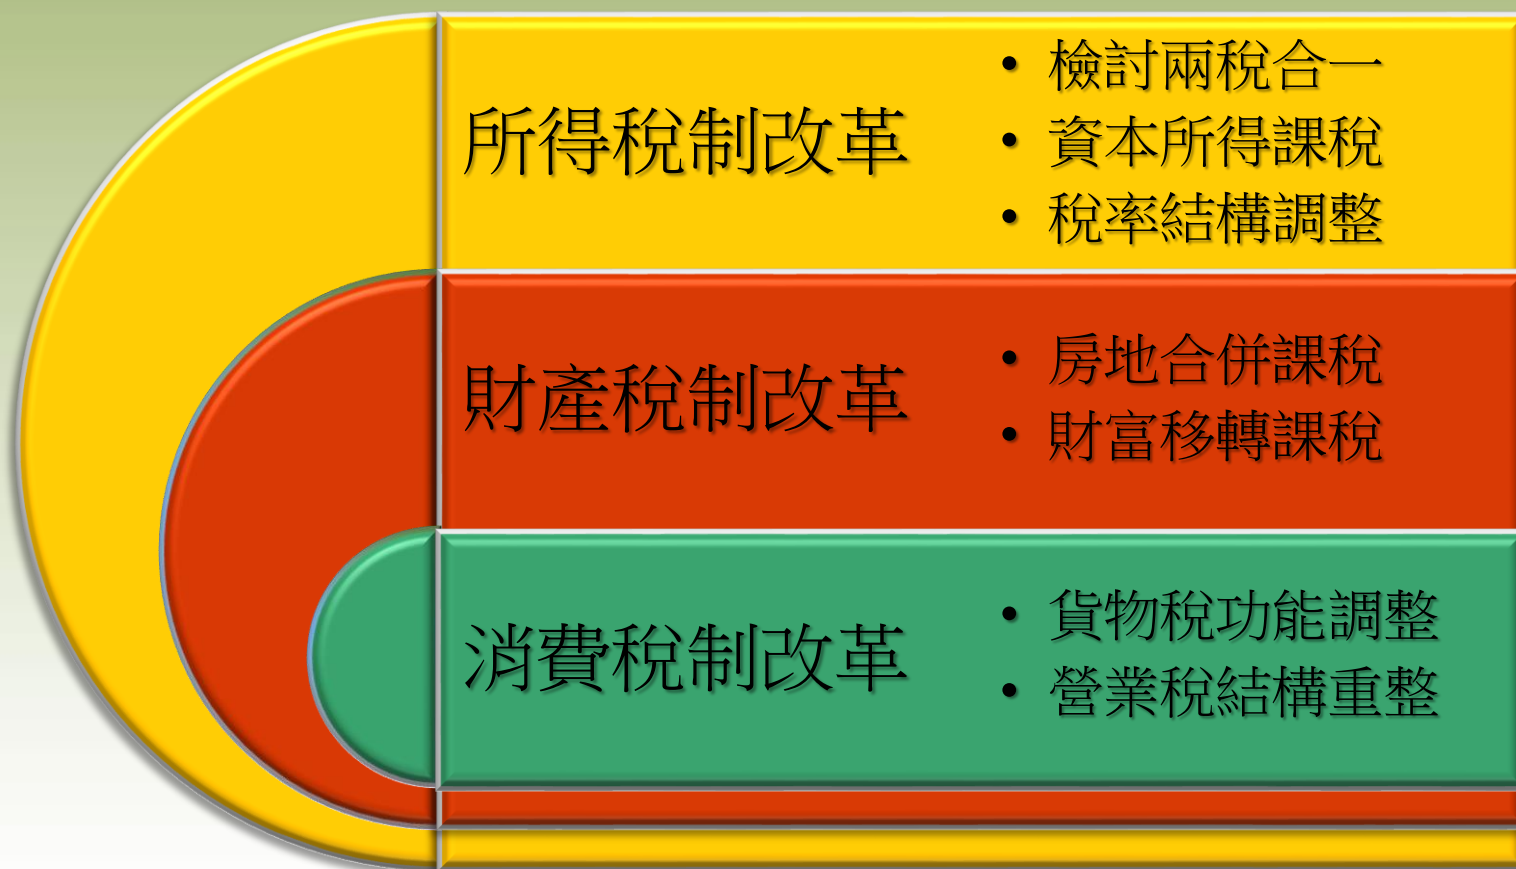 所得稅制改革
• 檢討兩稅合一
• 資本所得課稅
• 稅率結構調整
財產稅制改革
• 房地合併課稅
• 財富移轉課稅
消費稅制改革
• 貨物稅功能調整
• 營業稅結構重整